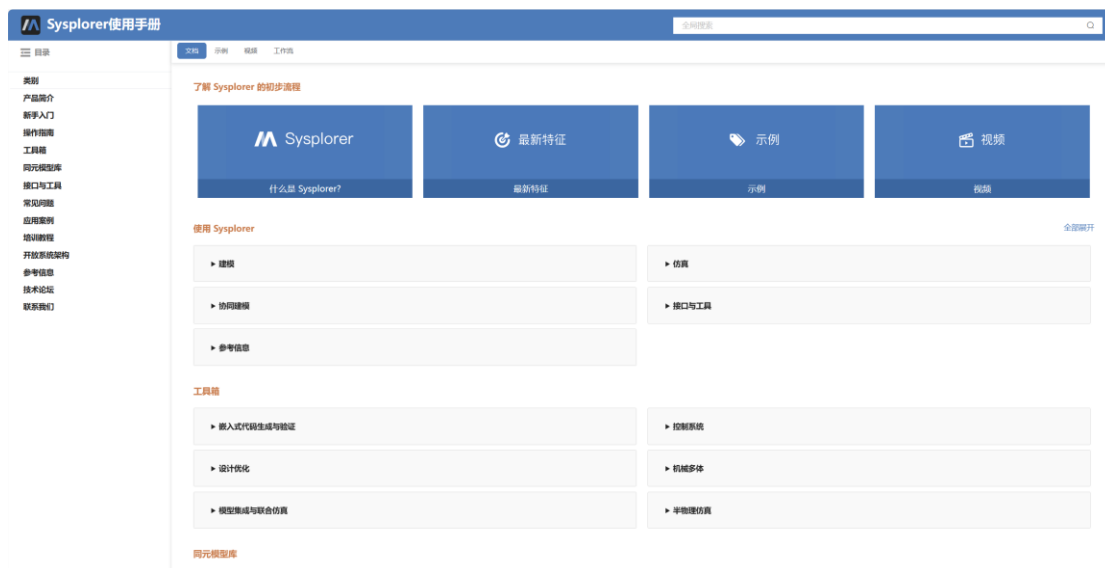 Sysplorer使用手册
全局搜索
目录
文档 示例 视频 工作流
类别
产品简介
新手入门
操作指南
工具箱
同元模型库
接口与工具
常见问题
应用案例
培训教程
开放系统架构
参考信息
技术论坛
联系我们
了解 Sysplorer 的初步流程
Sysplorer
什么是 Sysplorer?
最新特征
最新特征
示例
示例
视频
视频
使用 Sysplorer
全部展开
建模
仿真
协同建模
接口与工具
参考信息
工具箱
嵌入式代码生成与验证
控制系统
设计优化
机械多体
模型集成与联合仿真
半物理仿真
同元模型库